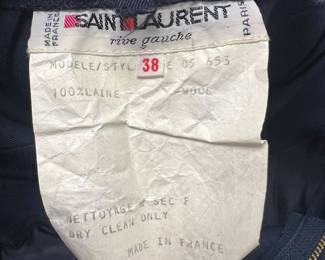 SAINT LAURENT
rive gauche
MADE IN FRANCE
PARIS
MODELE/STYL 38 E 05 653
100%LAINE WOOL
NETTOYAGE A SEC F
DRY CLEAN ONLY
MADE IN FRANCE